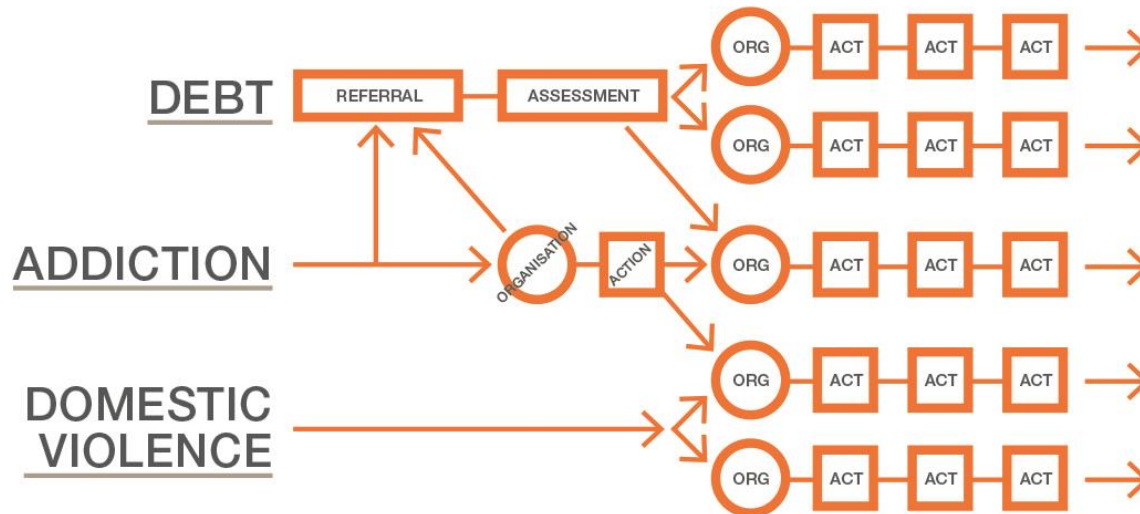 ORG ACT ACT ACT
DEBT REFERRAL ASSESSMENT
ORG ACT ACT ACT
ADDICTION ORGANISATION ACTION ORG ACT ACT ACT
ORG ACT ACT ACT
DOMESTIC
VIOLENCE
ORG ACT ACT ACT